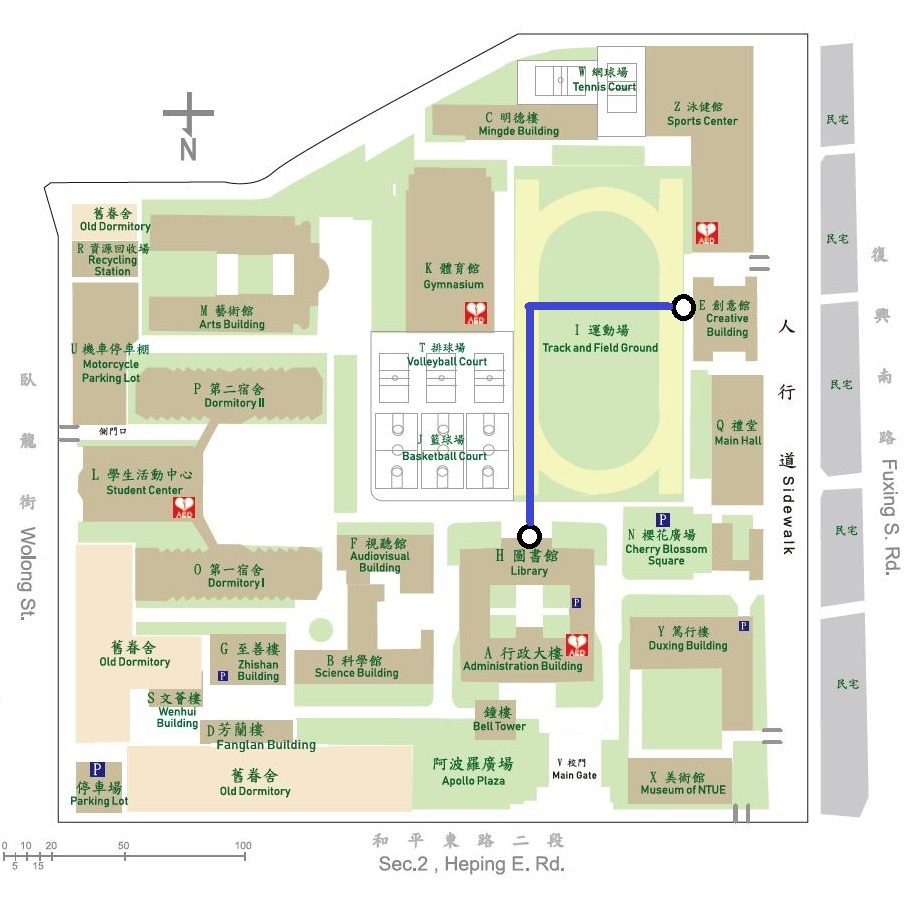 W 網球場
Tennis Court
C 明德樓
Mingde Building
Z 泳健館
Sports Center
民宅
N
舊眷舍
Old Dormitory
R 資源回收場
Recycling
Station
AED
民宅
復
興
南
路
Fuxing S. Rd.
K 體育館
Gymnasium
AED
M 藝術館
Arts Building
E 創意館
Creative
Building
I 運動場
Track and Field Ground
人
行
道
Sidewalk
U 機車停車棚
Motorcycle
Parking Lot
T 排球場
Volleyball Court
P 第二宿舍
Dormitory II
民宅
臥
龍
街
Wolong St.
側門口
J 籃球場
Basketball Court
Q 禮堂
Main Hall
L 學生活動中心
Student Center
AED
P
N 櫻花廣場
Cherry Blossom
Square
民宅
F 視聽館
Audiovisual
Building
H 圖書館
Library
O 第一宿舍
Dormitory I
P
舊眷舍
Old Dormitory
G 至善樓
Zhishan
Building
P
B 科學館
Science Building
A 行政大樓
Administration Building
AED
Y 篤行樓
Duxing Building
P
民宅
S 文薈樓
Wenhui
Building
D 芳蘭樓
Fanglan Building
鐘樓
Bell Tower
P
停車場
Parking Lot
舊眷舍
Old Dormitory
阿波羅廣場
Apollo Plaza
V 校門
Main Gate
X 美術館
Museum of NTUE
和平東路二段
Sec.2 , Heping E. Rd.
0 10 20 50 100
5 15